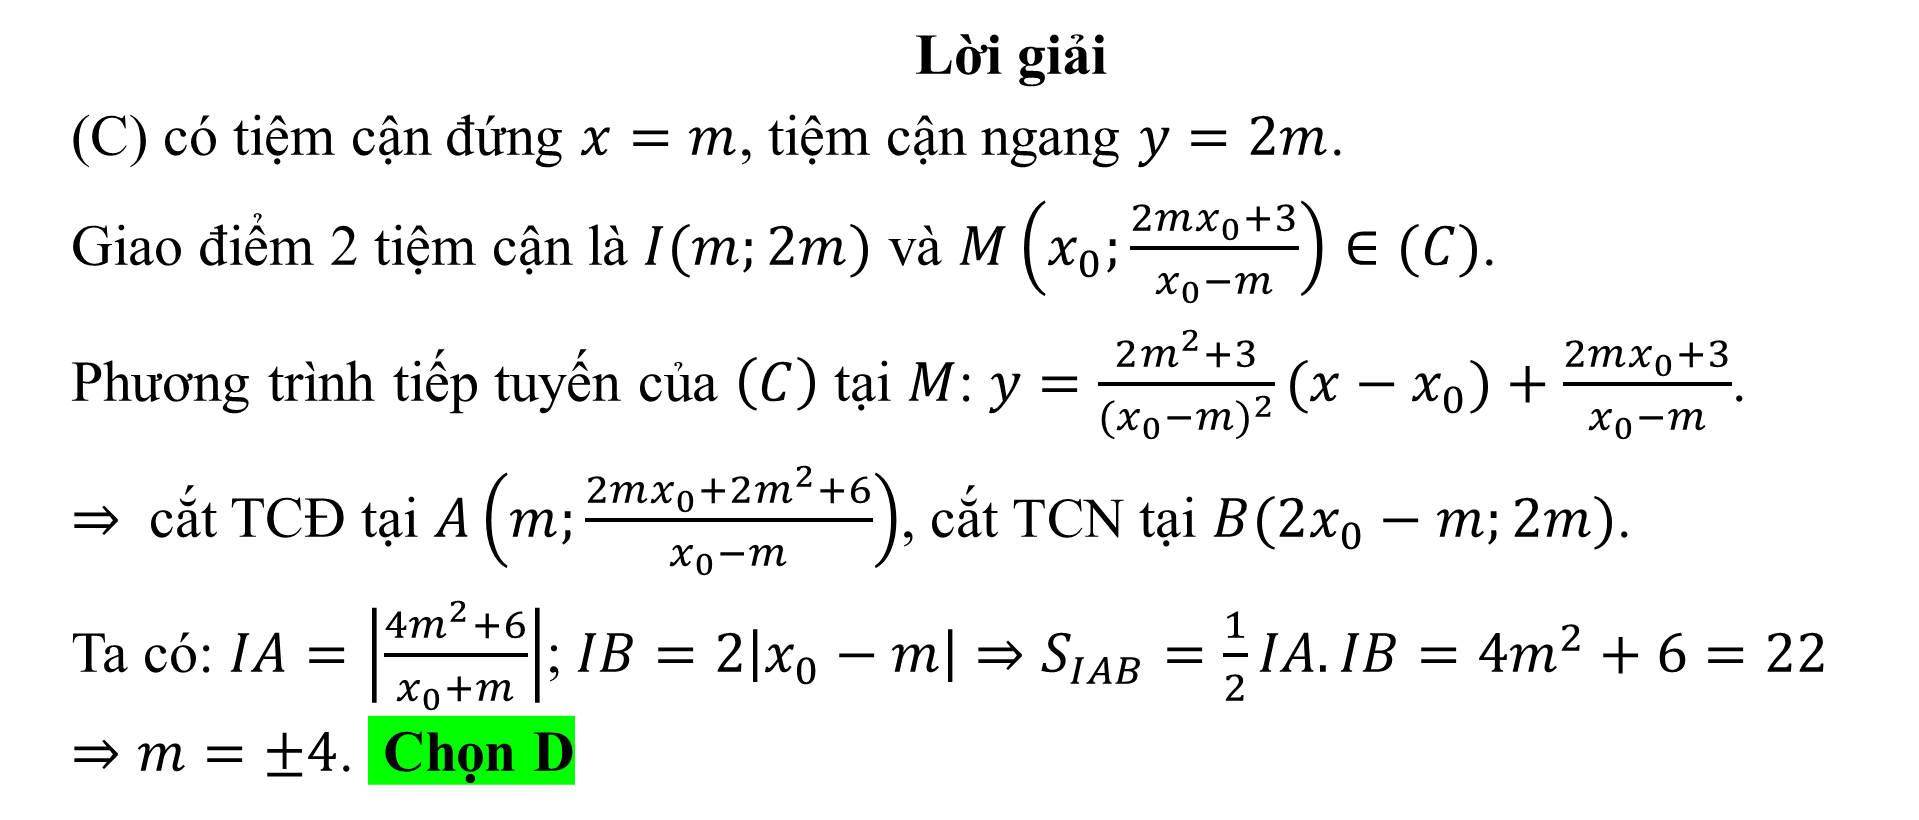 Lời giải
(C) có tiệm cận đứng x = m, tiệm cận ngang y = 2m.
Giao điểm 2 tiệm cận là I(m; 2m) và M(x₀; (2mx₀+3)/(x₀−m)) ∈ (C).
Phương trình tiếp tuyến của (C) tại M: y = (2m²+3)/(x₀−m)² (x − x₀) + (2mx₀+3)/(x₀−m).
⇒ cắt TCĐ tại A(m; (2mx₀+2m²+6)/(x₀−m)), cắt TCN tại B(2x₀ − m; 2m).
Ta có: IA = |(4m²+6)/(x₀+m)|; IB = 2|x₀ − m| ⇒ S_IAB = 1/2 IA. IB = 4m² + 6 = 22
⇒ m = ±4. Chọn D